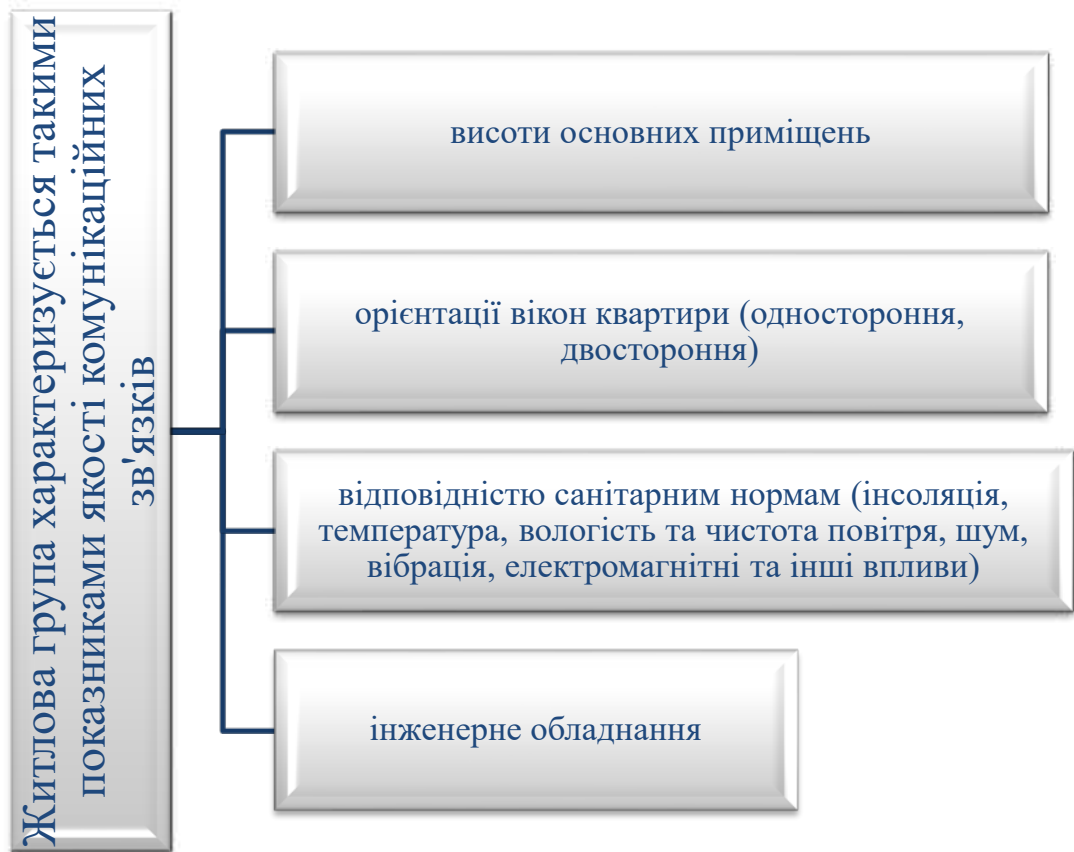 Житлова група характеризується такими
показниками якості комунікаційних
зв'язків
висоти основних приміщень
орієнтації вікон квартири (одностороння,
двостороння)
відповідністю санітарним нормам (інсоляція,
температура, вологість та чистота повітря, шум,
вібрація, електромагнітні та інші впливи)
інженерне обладнання